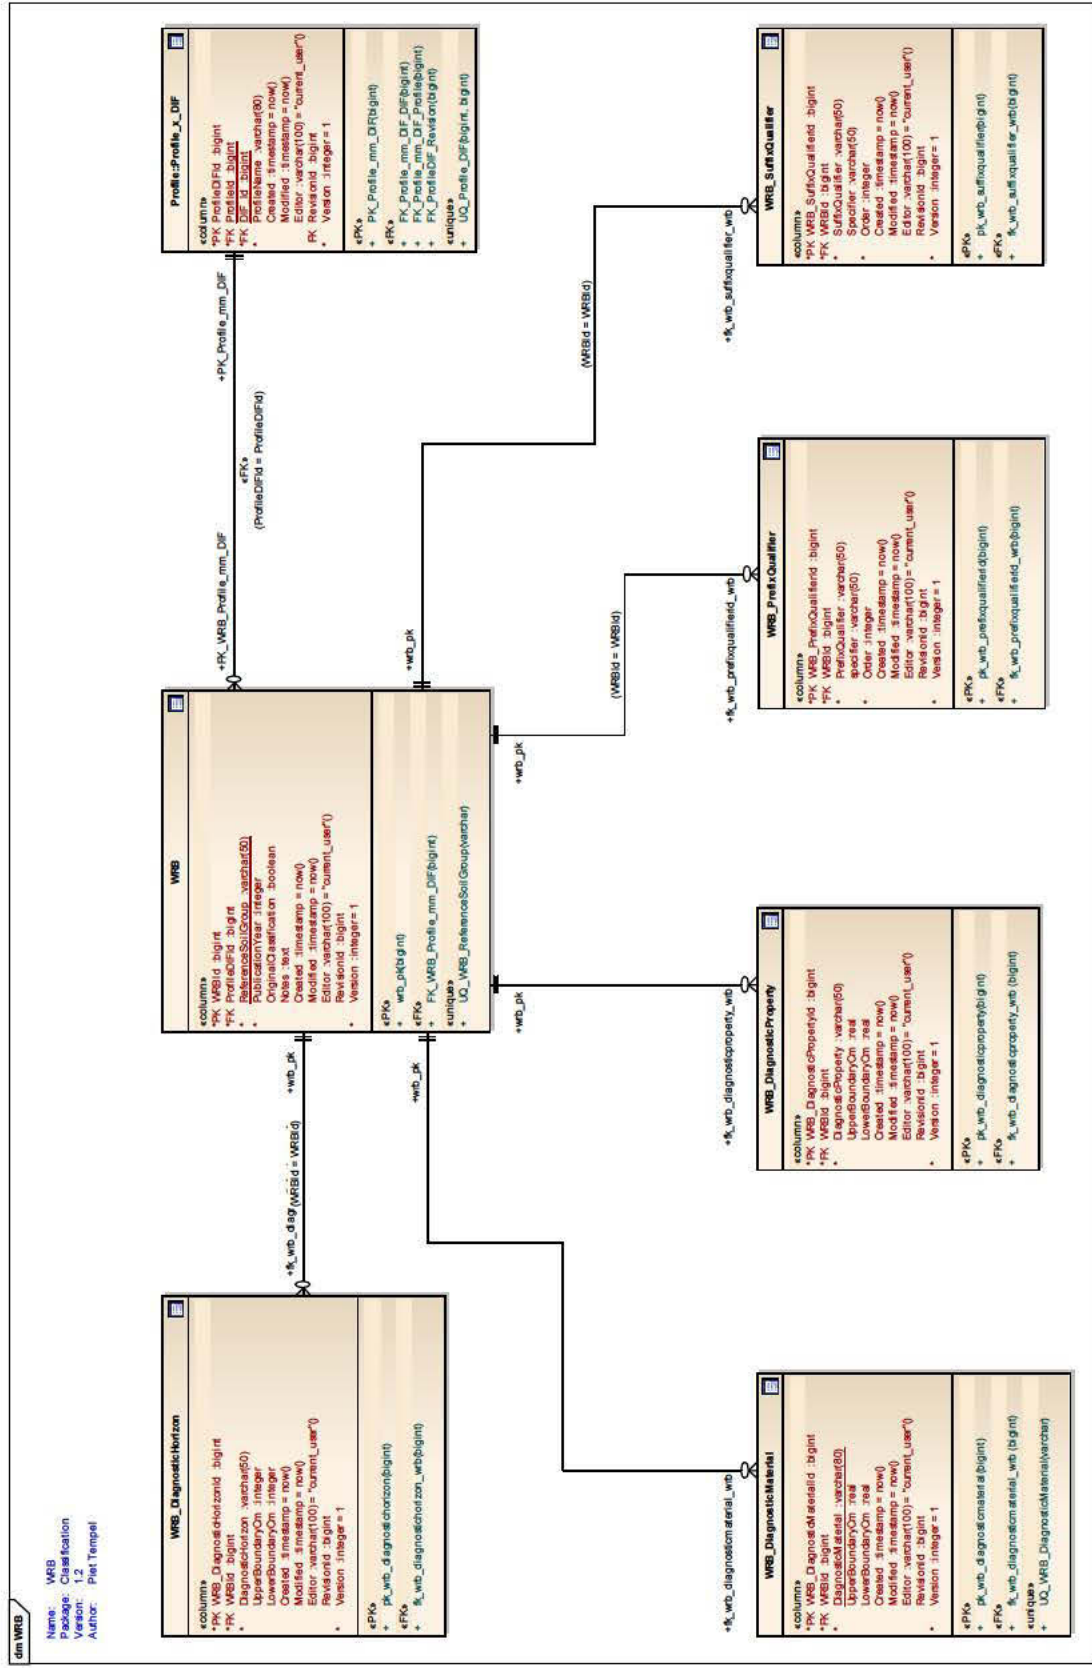 dm WRB
Name: WRB
Package: Classification
Version: 1.2
Author: Piet Tempel
WRB_DiagnosticHorizon
«column»
*PK WRB_DiagnosticHorizonId :bigint
*FK WRBId :bigint
* DiagnosticHorizon :varchar(50)
UpperBoundaryCm :integer
LowerBoundaryCm :integer
Created :timestamp = now()
Modified :timestamp = now()
Editor :varchar(100) = "current_user"()
RevisionId :bigint
* Version :integer = 1
«PK»
+ pk_wrb_diagnostichorizon(bigint)
«FK»
+ fk_wrb_diagnostichorizon_wrb(bigint)
+fk_wrb_diagr
(WRBId = WRBId)
+wrb_pk
WRB
«column»
*PK WRBId :bigint
*FK ProfileDIFId :bigint
* ReferenceSoilGroup :varchar(50)
* PublicationYear :integer
OriginalClassification :boolean
Notes :text
Created :timestamp = now()
Modified :timestamp = now()
Editor :varchar(100) = "current_user"()
RevisionId :bigint
* Version :integer = 1
«PK»
+ wrb_pk(bigint)
«FK»
+ FK_WRB_Profile_mm_DIF(bigint)
«unique»
+ UQ_WRB_ReferenceSoilGroup(varchar)
+FK_WRB_Profile_mm_DIF
«FK»
(ProfileDIFId = ProfileDIFId)
+PK_Profile_mm_DIF
Profile::Profile_x_DIF
«column»
*PK ProfileDIFId :bigint
*FK ProfileId :bigint
*FK DIF_Id :bigint
* ProfileName :varchar(80)
Created :timestamp = now()
Modified :timestamp = now()
Editor :varchar(100) = "current_user"()
FK RevisionId :bigint
* Version :integer = 1
«PK»
+ PK_Profile_mm_DIF(bigint)
«FK»
+ FK_Profile_mm_DIF_DIF(bigint)
+ FK_Profile_mm_DIF_Profile(bigint)
+ FK_ProfileDIF_Revision(bigint)
«unique»
+ UQ_Profile_DIF(bigint, bigint)
+wrb_pk
+wrb_pk
+wrb_pk
+wrb_pk
(WRBId = WRBId)
(WRBId = WRBId)
+fk_wrb_diagnosticmaterial_wrb
+fk_wrb_diagnosticproperty_wrb
+fk_wrb_prefixqualifierid_wrb
+fk_wrb_suffixqualifier_wrb
WRB_DiagnosticMaterial
«column»
*PK WRB_DiagnosticMaterialId :bigint
*FK WRBId :bigint
* DiagnosticMaterial :varchar(80)
UpperBoundaryCm :real
LowerBoundaryCm :real
Created :timestamp = now()
Modified :timestamp = now()
Editor :varchar(100) = "current_user"()
RevisionId :bigint
* Version :integer = 1
«PK»
+ pk_wrb_diagnosticmaterial(bigint)
«FK»
+ fk_wrb_diagnosticmaterial_wrb (bigint)
«unique»
+ UQ_WRB_DiagnosticMaterial(varchar)
WRB_DiagnosticProperty
«column»
*PK WRB_DiagnosticPropertyId :bigint
*FK WRBId :bigint
* DiagnosticProperty :varchar(50)
UpperBoundaryCm :real
LowerBoundaryCm :real
Created :timestamp = now()
Modified :timestamp = now()
Editor :varchar(100) = "current_user"()
RevisionId :bigint
* Version :integer = 1
«PK»
+ pk_wrb_diagnosticproperty(bigint)
«FK»
+ fk_wrb_diagnosticproperty_wrb (bigint)
WRB_PrefixQualifier
«column»
*PK WRB_PrefixQualifierId :bigint
*FK WRBId :bigint
* PrefixQualifier :varchar(50)
specifier :varchar(50)
* Order :integer
Created :timestamp = now()
Modified :timestamp = now()
Editor :varchar(100) = "current_user"()
RevisionId :bigint
* Version :integer = 1
«PK»
+ pk_wrb_prefixqualifierid(bigint)
«FK»
+ fk_wrb_prefixqualifierid_wrb(bigint)
WRB_SuffixQualifier
«column»
*PK WRB_SuffixQualifierId :bigint
*FK WRBId :bigint
* SuffixQualifier :varchar(50)
Specifier :varchar(50)
* Order :integer
Created :timestamp = now()
Modified :timestamp = now()
Editor :varchar(100) = "current_user"()
RevisionId :bigint
* Version :integer = 1
«PK»
+ pk_wrb_suffixqualifier(bigint)
«FK»
+ fk_wrb_suffixqualifier_wrb(bigint)